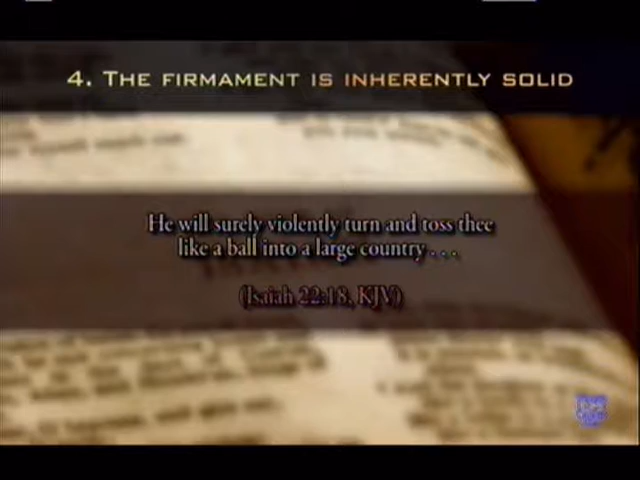 4. THE FIRMAMENT IS INHERENTLY SOLID
He will surely violently turn and toss thee
like a ball into a large country . . .
(Isaiah 22:18, KJV)